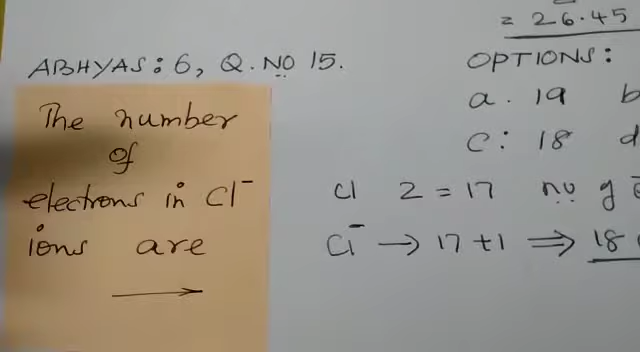 = 26.45
ABHYAS: 6, Q. NO 15.
The number
of
electrons in Cl⁻
ions are
→
OPTIONS:
a. 19 b
c: 18 d
Cl Z = 17 no g e
Cl⁻ → 17 + 1 ⇒ 18